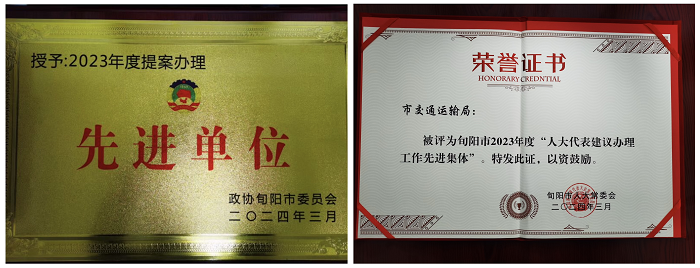 授予:2023年度提案办理
先进单位
政协旬阳市委员会
二〇二四年三月
荣誉证书
HONORARY CREDNTIAL
市交通运输局：
被评为旬阳市2023年度“人大代表建议办理
工作先进集体”。特发此证，以资鼓励。
旬阳市人大常委会
二〇二四年三月